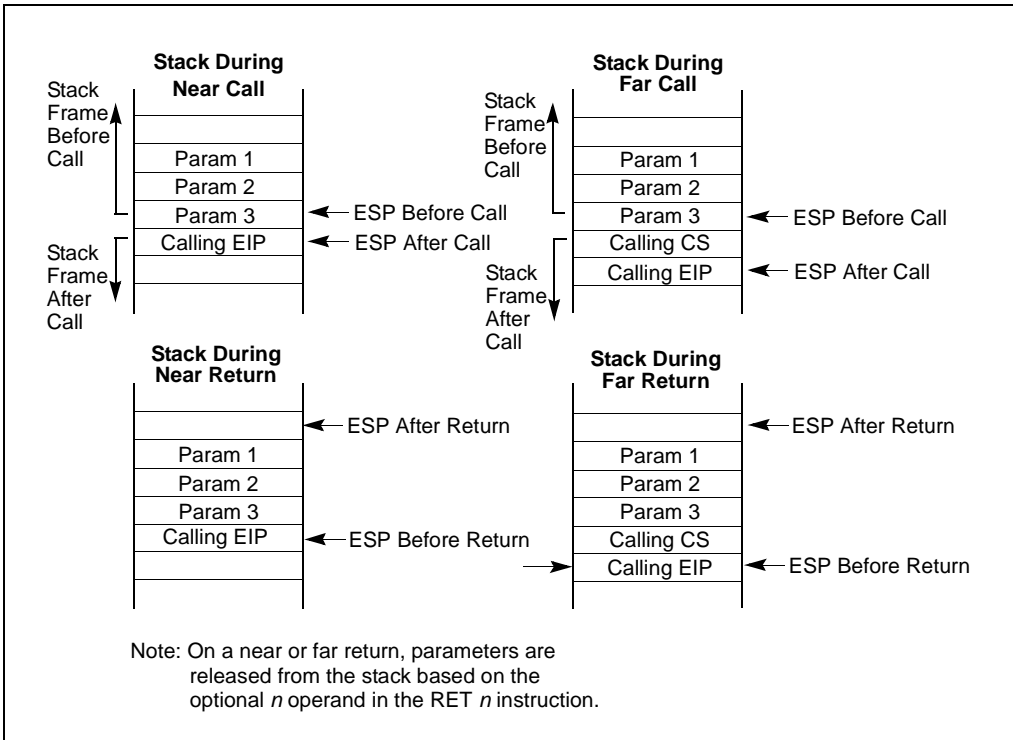 Stack During
Near Call
Stack
Frame
Before
Call
Param 1
Param 2
Param 3
ESP Before Call
Calling EIP
ESP After Call
Stack
Frame
After
Call
Stack During
Far Call
Stack
Frame
Before
Call
Param 1
Param 2
Param 3
ESP Before Call
Calling CS
Calling EIP
ESP After Call
Stack
Frame
After
Call
Stack During
Near Return
ESP After Return
Param 1
Param 2
Param 3
Calling EIP
ESP Before Return
Stack During
Far Return
ESP After Return
Param 1
Param 2
Param 3
Calling CS
Calling EIP
ESP Before Return
Note: On a near or far return, parameters are
released from the stack based on the
optional n operand in the RET n instruction.